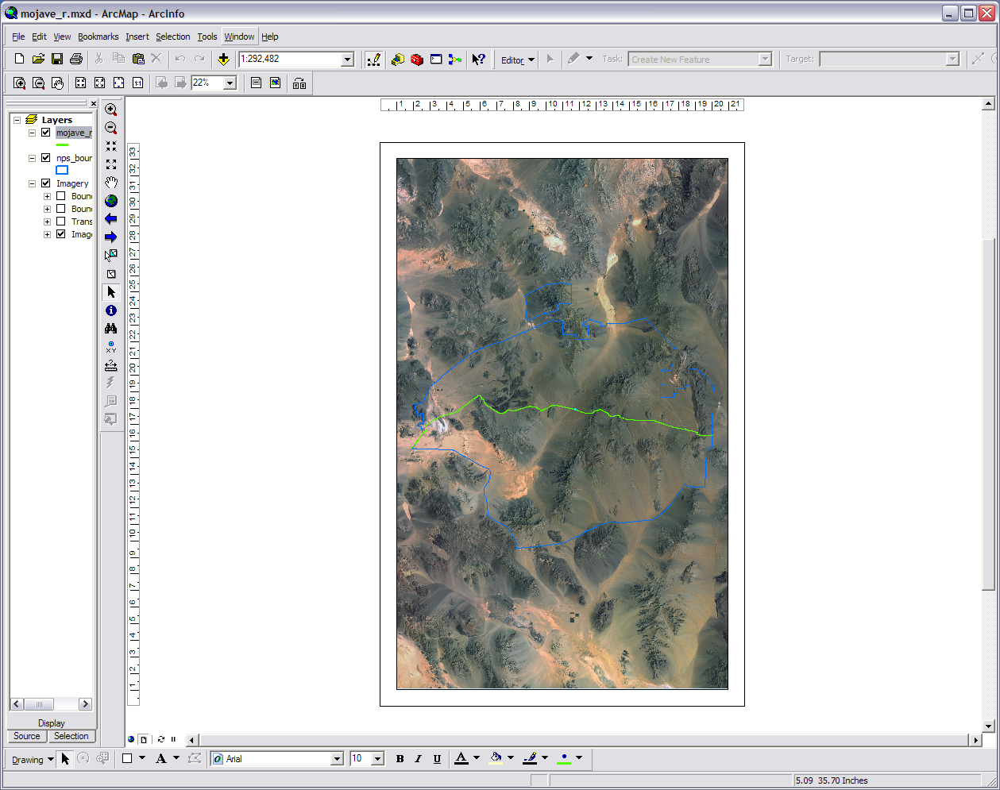 mojave_r.mxd - ArcMap - ArcInfo
File Edit View Bookmarks Insert Selection Tools Window Help
1:292,482 Editor Task: Create New Feature Target:
1:1 22%
1 2 3 4 5 6 7 8 9 10 11 12 13 14 15 16 17 18 19 20 21
Layers
mojave_r
nps_bour
Imagery
Boun
Boun
Trans
Imag
XY
33 32 31 30 29 28 27 26 25 24 23 22 21 20 19 18 17 16 15 14 13 12 11 10 9 8 7 6 5 4 3 2 1
Display
Source Selection
Drawing A Arial 10 B I U A
5.09 35.70 Inches